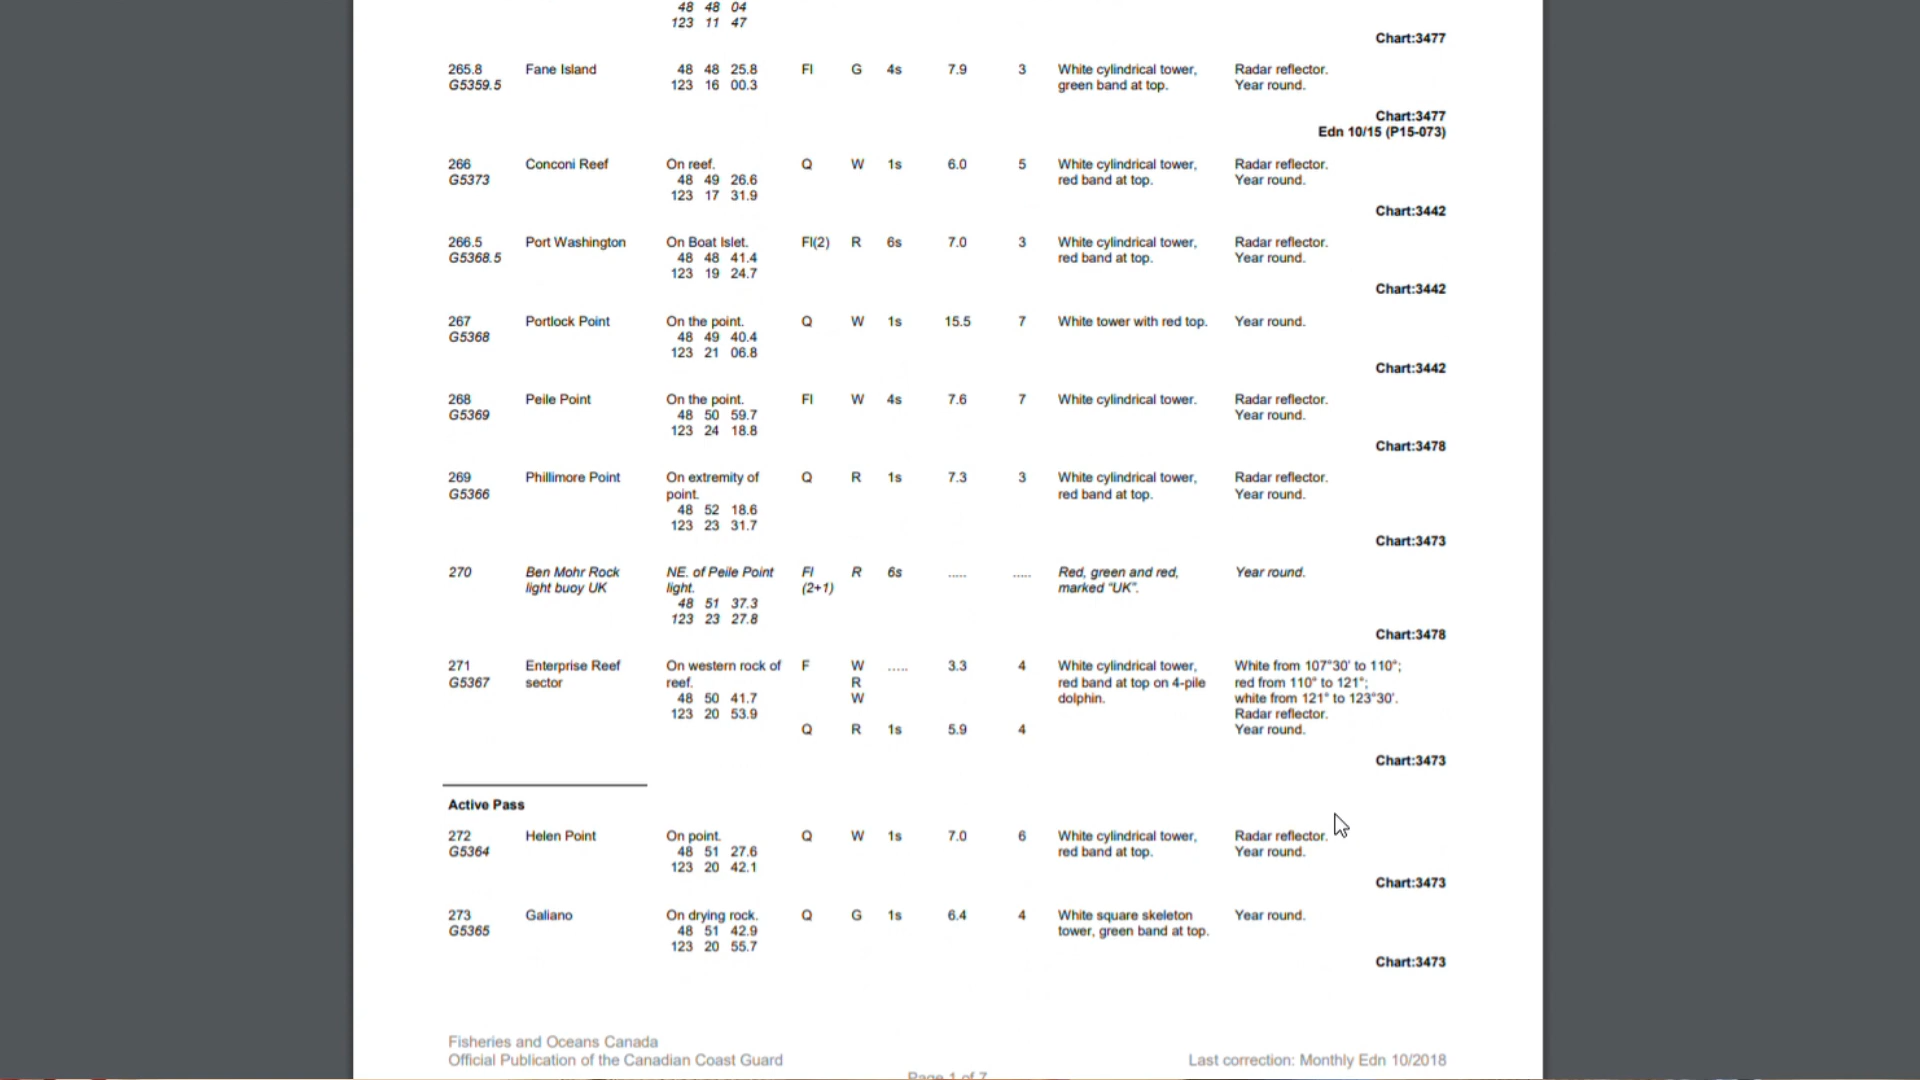 48 48 04
123 11 47
Chart:3477
265.8 Fane Island 48 48 25.8 Fl G 4s 7.9 3 White cylindrical tower, Radar reflector.
G5359.5 123 16 00.3 green band at top. Year round.
Chart:3477
Edn 10/15 (P15-073)
266 Conconi Reef On reef. Q W 1s 6.0 5 White cylindrical tower, Radar reflector.
G5373 48 49 26.6 red band at top. Year round.
123 17 31.9
Chart:3442
266.5 Port Washington On Boat Islet. Fl(2) R 6s 7.0 3 White cylindrical tower, Radar reflector.
G5368.5 48 48 41.4 red band at top. Year round.
123 19 24.7
Chart:3442
267 Portlock Point On the point. Q W 1s 15.5 7 White tower with red top. Year round.
G5368 48 49 40.4
123 21 06.8
Chart:3442
268 Peile Point On the point. Fl W 4s 7.6 7 White cylindrical tower. Radar reflector.
G5369 48 50 59.7 Year round.
123 24 18.8
Chart:3478
269 Phillimore Point On extremity of Q R 1s 7.3 3 White cylindrical tower, Radar reflector.
G5366 point. red band at top. Year round.
48 52 18.6
123 23 31.7
Chart:3473
270 Ben Mohr Rock NE. of Peile Point Fl R 6s ..... ..... Red, green and red, Year round.
light buoy UK light. (2+1) marked "UK".
48 51 37.3
123 23 27.8
Chart:3478
271 Enterprise Reef On western rock of F W ..... 3.3 4 White cylindrical tower, White from 107°30' to 110°;
G5367 sector reef. R red band at top on 4-pile red from 110° to 121°;
48 50 41.7 W dolphin. white from 121° to 123°30'.
123 20 53.9 Radar reflector.
Q R 1s 5.9 4 Year round.
Chart:3473
Active Pass
272 Helen Point On point. Q W 1s 7.0 6 White cylindrical tower, Radar reflector.
G5364 48 51 27.6 red band at top. Year round.
123 20 42.1
Chart:3473
273 Galiano On drying rock. Q G 1s 6.4 4 White square skeleton Year round.
G5365 48 51 42.9 tower, green band at top.
123 20 55.7
Chart:3473
Fisheries and Oceans Canada
Official Publication of the Canadian Coast Guard Last correction: Monthly Edn 10/2018
Page 1 of 7